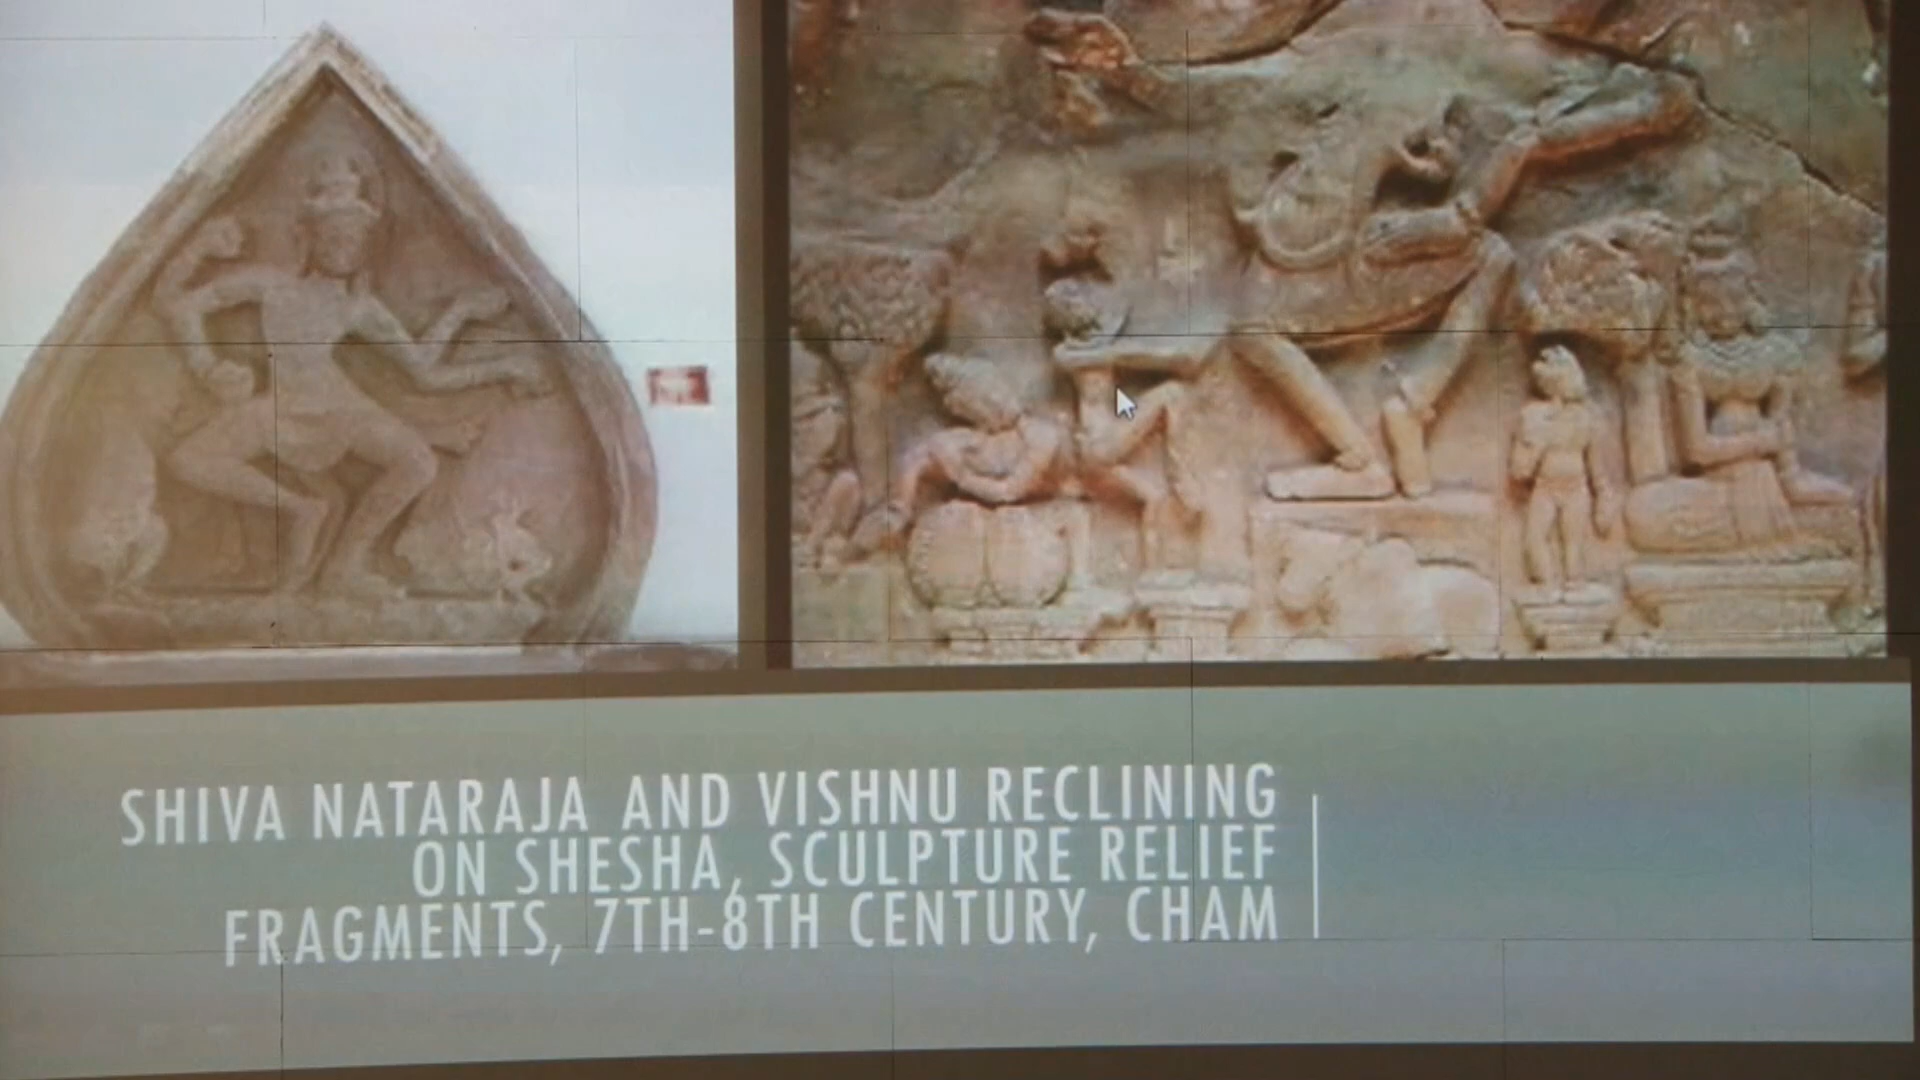 SHIVA NATARAJA AND VISHNU RECLINING
ON SHESHA, SCULPTURE RELIEF
FRAGMENTS, 7TH-8TH CENTURY, CHAM